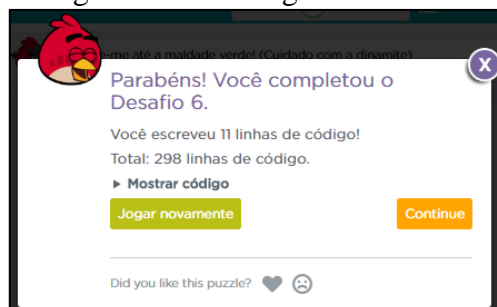 -me até a maldade verde! (Cuidado com a dinamite)
X
Parabéns! Você completou o
Desafio 6.
Você escreveu 11 linhas de código!
Total: 298 linhas de código.
▶ Mostrar código
Jogar novamente
Continue
Did you like this puzzle?